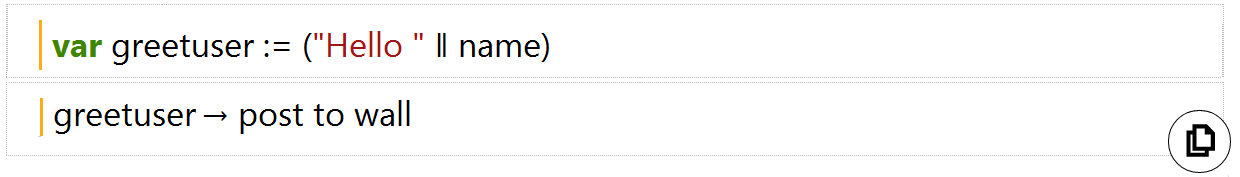 var greetuser := ("Hello " ‖ name)
greetuser → post to wall